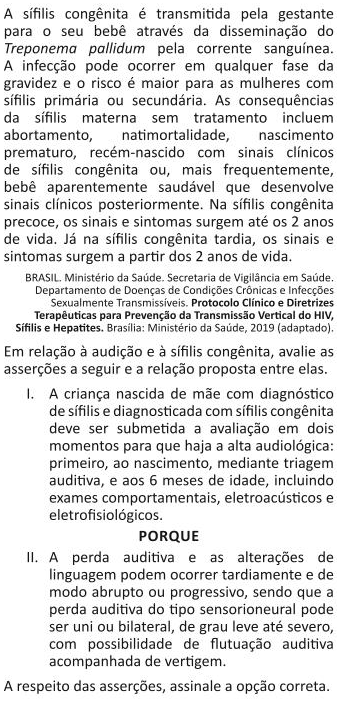 A sífilis congênita é transmitida pela gestante
para o seu bebê através da disseminação do
Treponema pallidum pela corrente sanguínea.
A infecção pode ocorrer em qualquer fase da
gravidez e o risco é maior para as mulheres com
sífilis primária ou secundária. As consequências
da sífilis materna sem tratamento incluem
abortamento, natimortalidade, nascimento
prematuro, recém-nascido com sinais clínicos
de sífilis congênita ou, mais frequentemente,
bebê aparentemente saudável que desenvolve
sinais clínicos posteriormente. Na sífilis congênita
precoce, os sinais e sintomas surgem até os 2 anos
de vida. Já na sífilis congênita tardia, os sinais e
sintomas surgem a partir dos 2 anos de vida.
BRASIL. Ministério da Saúde. Secretaria de Vigilância em Saúde.
Departamento de Doenças de Condições Crônicas e Infecções
Sexualmente Transmissíveis. Protocolo Clínico e Diretrizes
Terapêuticas para Prevenção da Transmissão Vertical do HIV,
Sífilis e Hepatites. Brasília: Ministério da Saúde, 2019 (adaptado).
Em relação à audição e à sífilis congênita, avalie as
asserções a seguir e a relação proposta entre elas.
I. A criança nascida de mãe com diagnóstico
de sífilis e diagnosticada com sífilis congênita
deve ser submetida a avaliação em dois
momentos para que haja a alta audiológica:
primeiro, ao nascimento, mediante triagem
auditiva, e aos 6 meses de idade, incluindo
exames comportamentais, eletroacústicos e
eletrofisiológicos.
PORQUE
II. A perda auditiva e as alterações de
linguagem podem ocorrer tardiamente e de
modo abrupto ou progressivo, sendo que a
perda auditiva do tipo sensorioneural pode
ser uni ou bilateral, de grau leve até severo,
com possibilidade de flutuação auditiva
acompanhada de vertigem.
A respeito das asserções, assinale a opção correta.